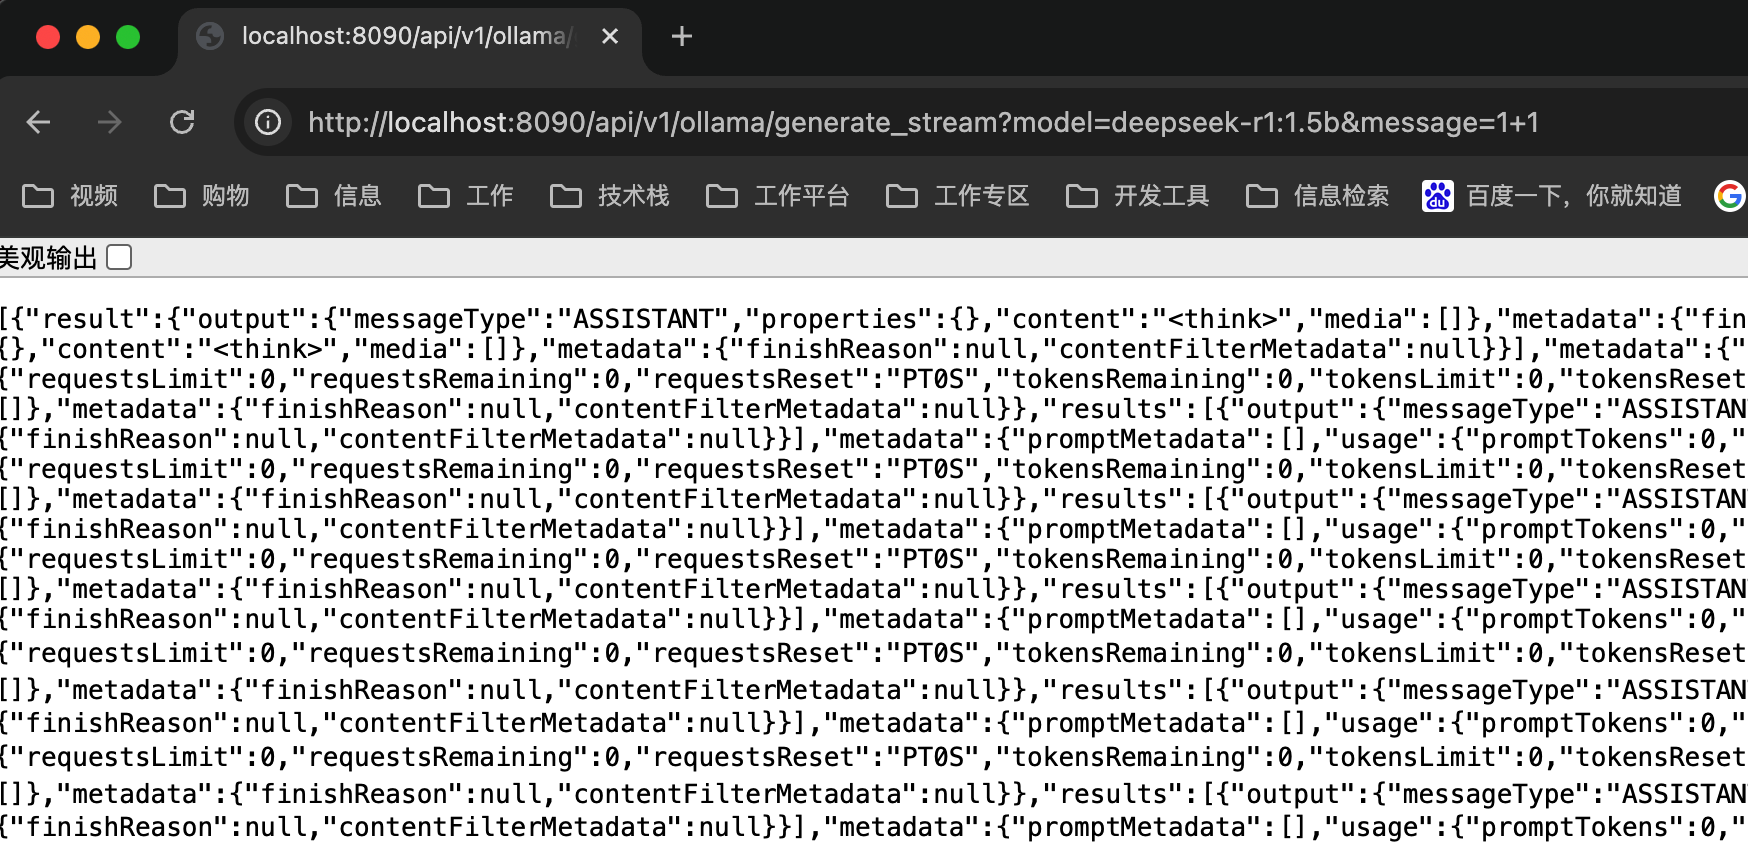 localhost:8090/api/v1/ollama/
http://localhost:8090/api/v1/ollama/generate_stream?model=deepseek-r1:1.5b&message=1+1
视频 购物 信息 工作 技术栈 工作平台 工作专区 开发工具 信息检索 du 百度一下，你就知道 G
美观输出
[{"result":{"output":{"messageType":"ASSISTANT","properties":{},"content":"<think>","media":[]},"metadata":{"fin
{},"content":"<think>","media":[]},"metadata":{"finishReason":null,"contentFilterMetadata":null}}],"metadata":{"
{"requestsLimit":0,"requestsRemaining":0,"requestsReset":"PT0S","tokensRemaining":0,"tokensLimit":0,"tokensReset
[]},"metadata":{"finishReason":null,"contentFilterMetadata":null}},"results":[{"output":{"messageType":"ASSISTAN
{"finishReason":null,"contentFilterMetadata":null}}],"metadata":{"promptMetadata":[],"usage":{"promptTokens":0,"
{"requestsLimit":0,"requestsRemaining":0,"requestsReset":"PT0S","tokensRemaining":0,"tokensLimit":0,"tokensReset
[]},"metadata":{"finishReason":null,"contentFilterMetadata":null}},"results":[{"output":{"messageType":"ASSISTAN
{"finishReason":null,"contentFilterMetadata":null}}],"metadata":{"promptMetadata":[],"usage":{"promptTokens":0,"
{"requestsLimit":0,"requestsRemaining":0,"requestsReset":"PT0S","tokensRemaining":0,"tokensLimit":0,"tokensReset
[]},"metadata":{"finishReason":null,"contentFilterMetadata":null}},"results":[{"output":{"messageType":"ASSISTAN
{"finishReason":null,"contentFilterMetadata":null}}],"metadata":{"promptMetadata":[],"usage":{"promptTokens":0,"
{"requestsLimit":0,"requestsRemaining":0,"requestsReset":"PT0S","tokensRemaining":0,"tokensLimit":0,"tokensReset
[]},"metadata":{"finishReason":null,"contentFilterMetadata":null}},"results":[{"output":{"messageType":"ASSISTAN
{"finishReason":null,"contentFilterMetadata":null}}],"metadata":{"promptMetadata":[],"usage":{"promptTokens":0,"
{"requestsLimit":0,"requestsRemaining":0,"requestsReset":"PT0S","tokensRemaining":0,"tokensLimit":0,"tokensReset
[]},"metadata":{"finishReason":null,"contentFilterMetadata":null}},"results":[{"output":{"messageType":"ASSISTAN
{"finishReason":null,"contentFilterMetadata":null}}],"metadata":{"promptMetadata":[],"usage":{"promptTokens":0,"